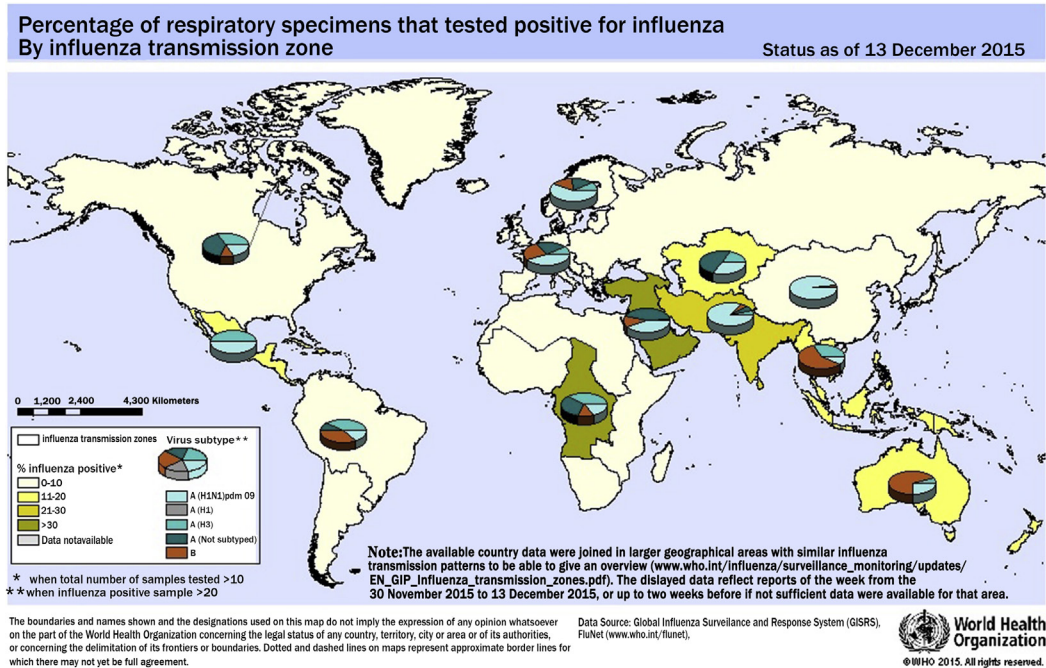 Percentage of respiratory specimens that tested positive for influenza
By influenza transmission zone
Status as of 13 December 2015
0 1,200 2,400 4,300 Kilometers
influenza transmission zones
% influenza positive*
0-10
11-20
21-30
>30
Data notavailable
Virus subtype**
A (H1N1)pdm 09
A (H1)
A (H3)
A (Not subtyped)
B
* when total number of samples tested >10
**when influenza positive sample >20
Note:The available country data were joined in larger geographical areas with similar influenza
transmission patterns to be able to give an overview (www.who.int/influenza/surveillance_monitoring/updates/
EN_GIP_Influenza_transmission_zones.pdf). The dislayed data reflect reports of the week from the
30 November 2015 to 13 December 2015, or up to two weeks before if not sufficient data were available for that area.
The boundaries and names shown and the designations used on this map do not imply the expression of any opinion whatsoever
on the part of the World Health Organization concerning the legal status of any country, territory, city or area or of its authorities,
or concerning the delimitation of its frontiers or boundaries. Dotted and dashed lines on maps represent approximate border lines for
which there may not yet be full agreement.
Data Source: Global Influenza Surveilance and Response System (GISRS),
FluNet (www.who.int/flunet),
World Health
Organization
©WHO 2015. All rights reserved.